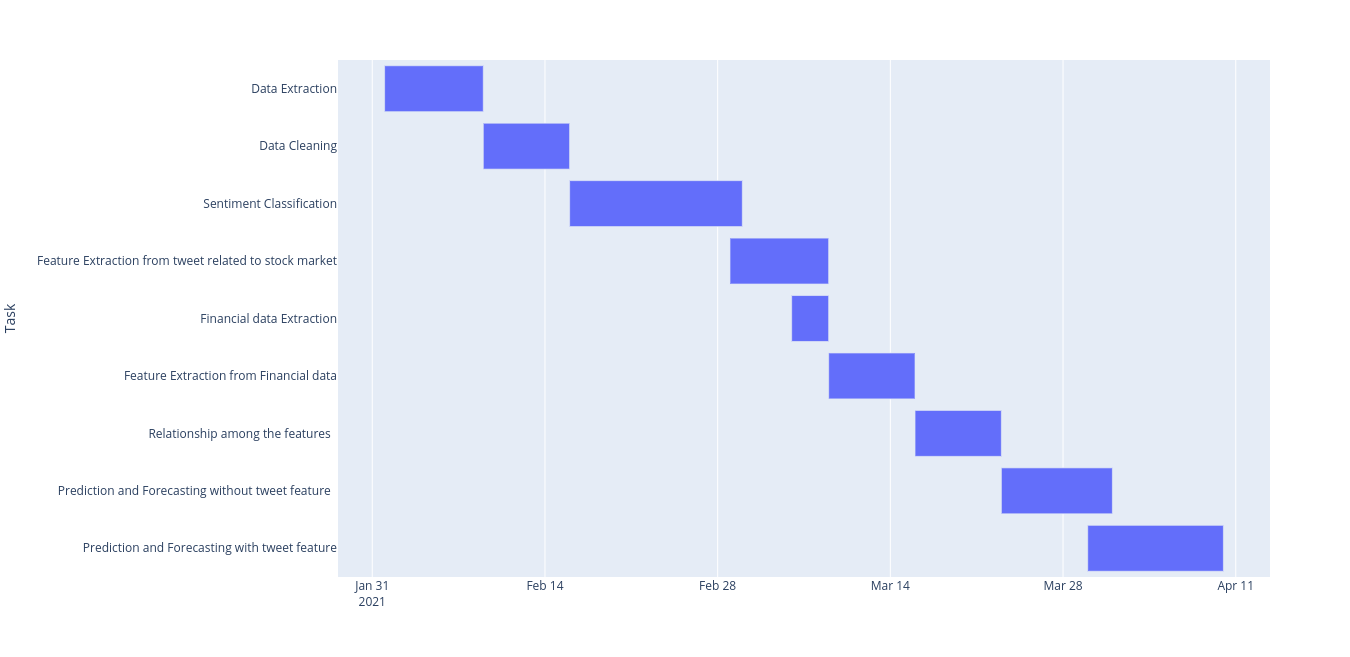 Data Extraction
Data Cleaning
Sentiment Classification
Feature Extraction from tweet related to stock market
Financial data Extraction
Feature Extraction from Financial data
Relationship among the features
Prediction and Forecasting without tweet feature
Prediction and Forecasting with tweet feature
Task
Jan 31 Feb 14 Feb 28 Mar 14 Mar 28 Apr 11
2021